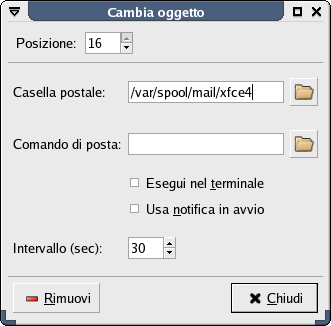 Cambia oggetto
Posizione: 16
Casella postale: /var/spool/mail/xfce4
Comando di posta:
Esegui nel terminale
Usa notifica in avvio
Intervallo (sec): 30
Rimuovi Chiudi